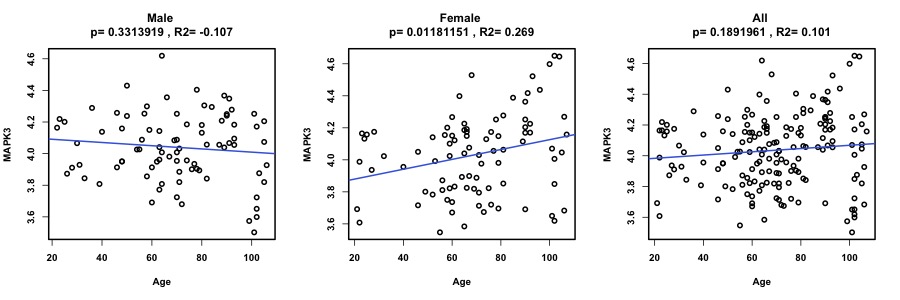 Male
p= 0.3313919 , R2= -0.107
MAPK3
3.6 3.8 4.0 4.2 4.4 4.6
20 40 60 80 100
Age
Female
p= 0.01181151 , R2= 0.269
MAPK3
3.6 3.8 4.0 4.2 4.4 4.6
20 40 60 80 100
Age
All
p= 0.1891961 , R2= 0.101
MAPK3
3.6 3.8 4.0 4.2 4.4 4.6
20 40 60 80 100
Age